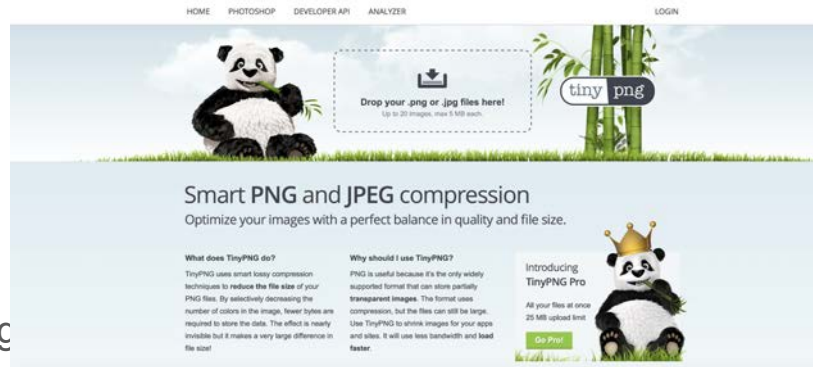 HOME PHOTOSHOP DEVELOPER API ANALYZER LOGIN
Drop your .png or .jpg files here!
Up to 20 images, max 5 MB each.
tiny png
Smart PNG and JPEG compression
Optimize your images with a perfect balance in quality and file size.
What does TinyPNG do?
TinyPNG uses smart lossy compression
techniques to reduce the file size of your
PNG files. By selectively decreasing the
number of colors in the image, fewer bytes are
required to store the data. The effect is nearly
invisible but it makes a very large difference in
file size!
Why should I use TinyPNG?
PNG is useful because it's the only widely
supported format that can store partially
transparent images. The format uses
compression, but the files can still be large.
Use TinyPNG to shrink images for your apps
and sites. It will use less bandwidth and load
faster.
Introducing
TinyPNG Pro
All your files at once
25 MB upload limit
Go Pro!
g